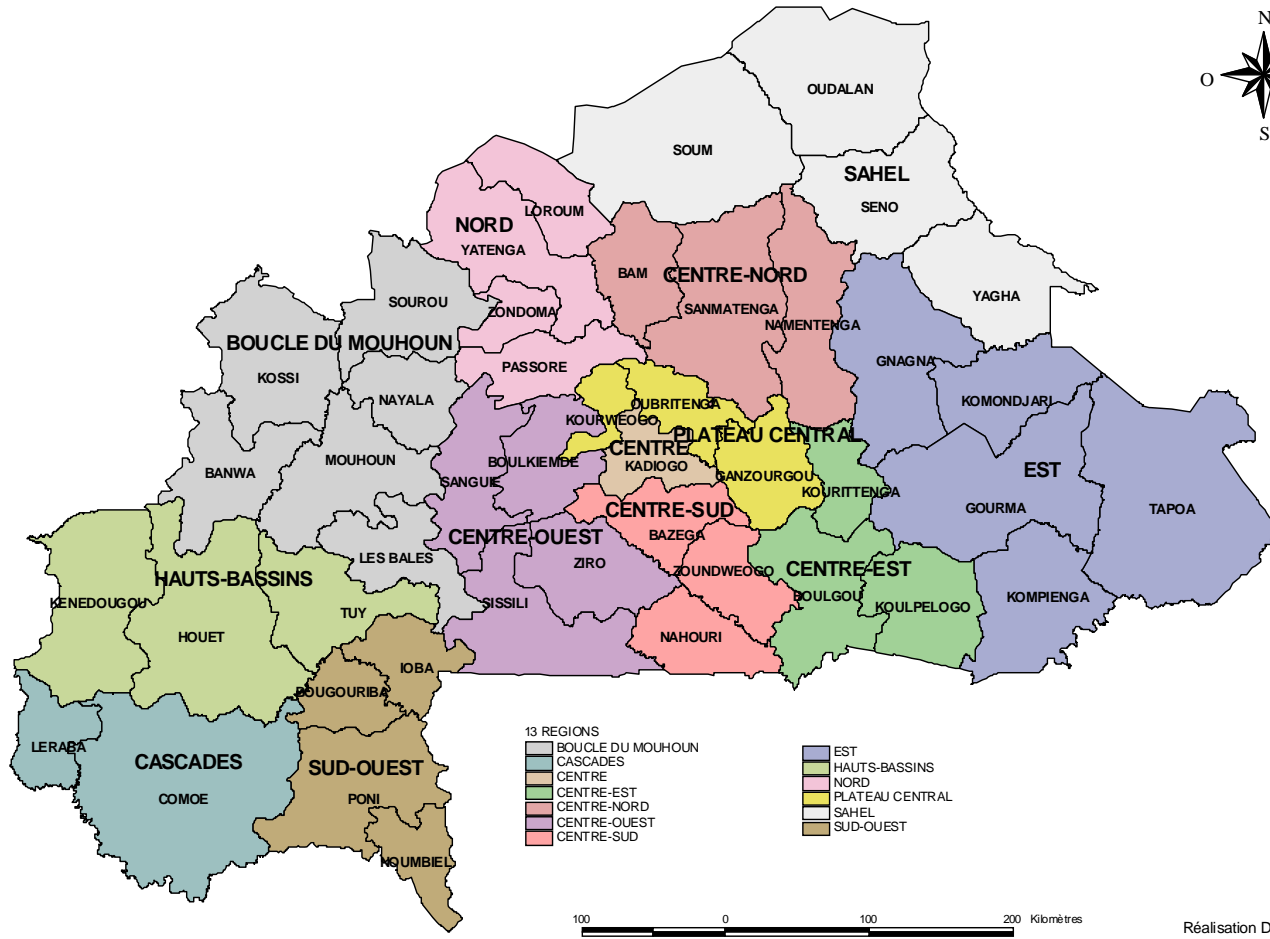 N
O
S
OUDALAN
SOUM
SAHEL
SENO
LOROUM
NORD
YATENGA
BAM
CENTRE-NORD
SANMATENGA
YAGHA
SOUROU
ZONDOMA
NAMENTENGA
BOUCLE DU MOUHOUN
KOSSI
PASSORE
GNAGNA
NAYALA
OUBRITENGA
KOMONDJARI
KOURWEOGO
PLATEAU CENTRAL
CENTRE
MOUHOUN
BOULKIEMDE
KADIOGO
BANWA
SANGUIE
GANZOURGOU
KOURITTENGA
EST
GOURMA
TAPOA
CENTRE-SUD
BAZEGA
CENTRE-OUEST
LES BALES
ZIRO
ZOUNDWEOGO
CENTRE-EST
HAUTS-BASSINS
KENEDOUGOU
SISSILI
BOULGOU
KOULPELOGO
KOMPIENGA
TUY
HOUET
NAHOURI
IOBA
BOUGOURIBA
LERABA
CASCADES
COMOE
SUD-OUEST
PONI
NOUMBIEL
13 REGIONS
BOUCLE DU MOUHOUN
CASCADES
CENTRE
CENTRE-EST
CENTRE-NORD
CENTRE-OUEST
CENTRE-SUD
EST
HAUTS-BASSINS
NORD
PLATEAU CENTRAL
SAHEL
SUD-OUEST
100 0 100 200 Kilomètres
Réalisation D